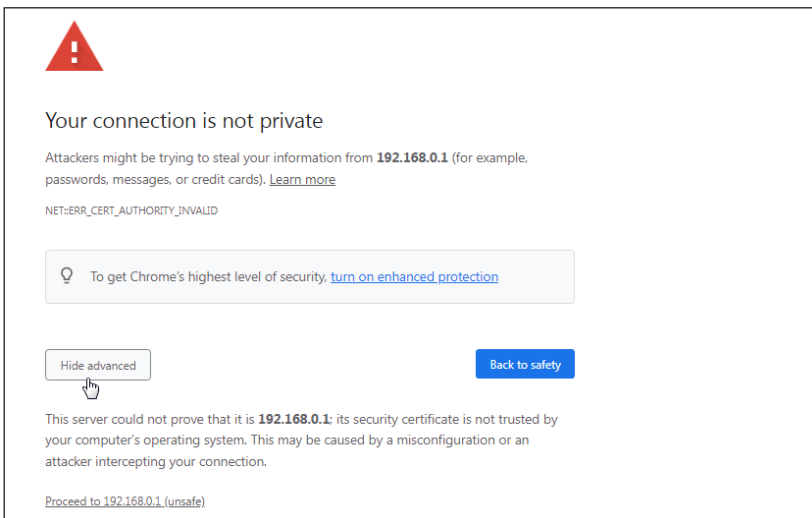 Your connection is not private
Attackers might be trying to steal your information from 192.168.0.1 (for example,
passwords, messages, or credit cards). Learn more
NET::ERR_CERT_AUTHORITY_INVALID
To get Chrome's highest level of security, turn on enhanced protection
Hide advanced
Back to safety
This server could not prove that it is 192.168.0.1; its security certificate is not trusted by
your computer's operating system. This may be caused by a misconfiguration or an
attacker intercepting your connection.
Proceed to 192.168.0.1 (unsafe)